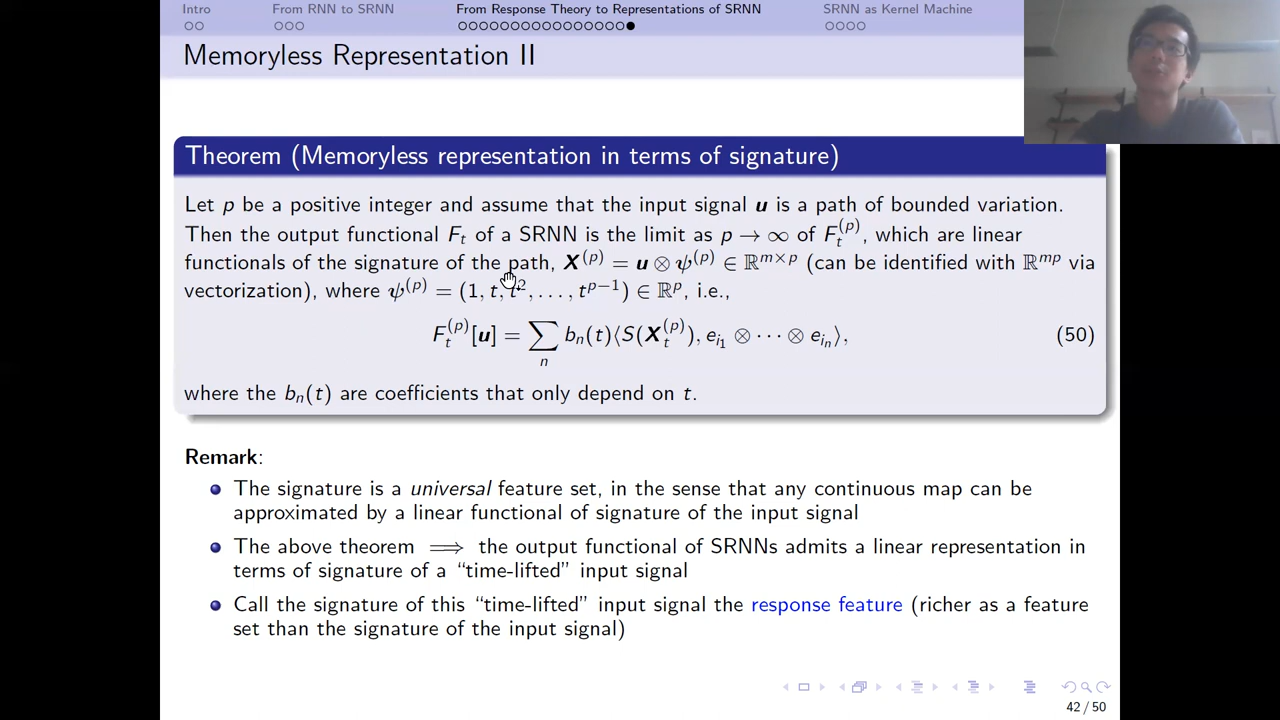 Intro From RNN to SRNN From Response Theory to Representations of SRNN SRNN as Kernel Machine
Memoryless Representation II
Theorem (Memoryless representation in terms of signature)
Let p be a positive integer and assume that the input signal u is a path of bounded variation.
Then the output functional F_t of a SRNN is the limit as p → ∞ of F_t^{(p)}, which are linear
functionals of the signature of the path, X^{(p)} = u ⊗ ψ^{(p)} ∈ ℝ^{m×p} (can be identified with ℝ^{mp} via
vectorization), where ψ^{(p)} = (1, t, t^2, . . . , t^{p−1}) ∈ ℝ^p, i.e.,
F_t^{(p)}[u] = ∑_n b_n(t)⟨S(X_t^{(p)}), e_{i_1} ⊗ · · · ⊗ e_{i_n}⟩, (50)
where the b_n(t) are coefficients that only depend on t.
Remark:
The signature is a universal feature set, in the sense that any continuous map can be
approximated by a linear functional of signature of the input signal
The above theorem ⟹ the output functional of SRNNs admits a linear representation in
terms of signature of a “time-lifted” input signal
Call the signature of this “time-lifted” input signal the response feature (richer as a feature
set than the signature of the input signal)
42 / 50